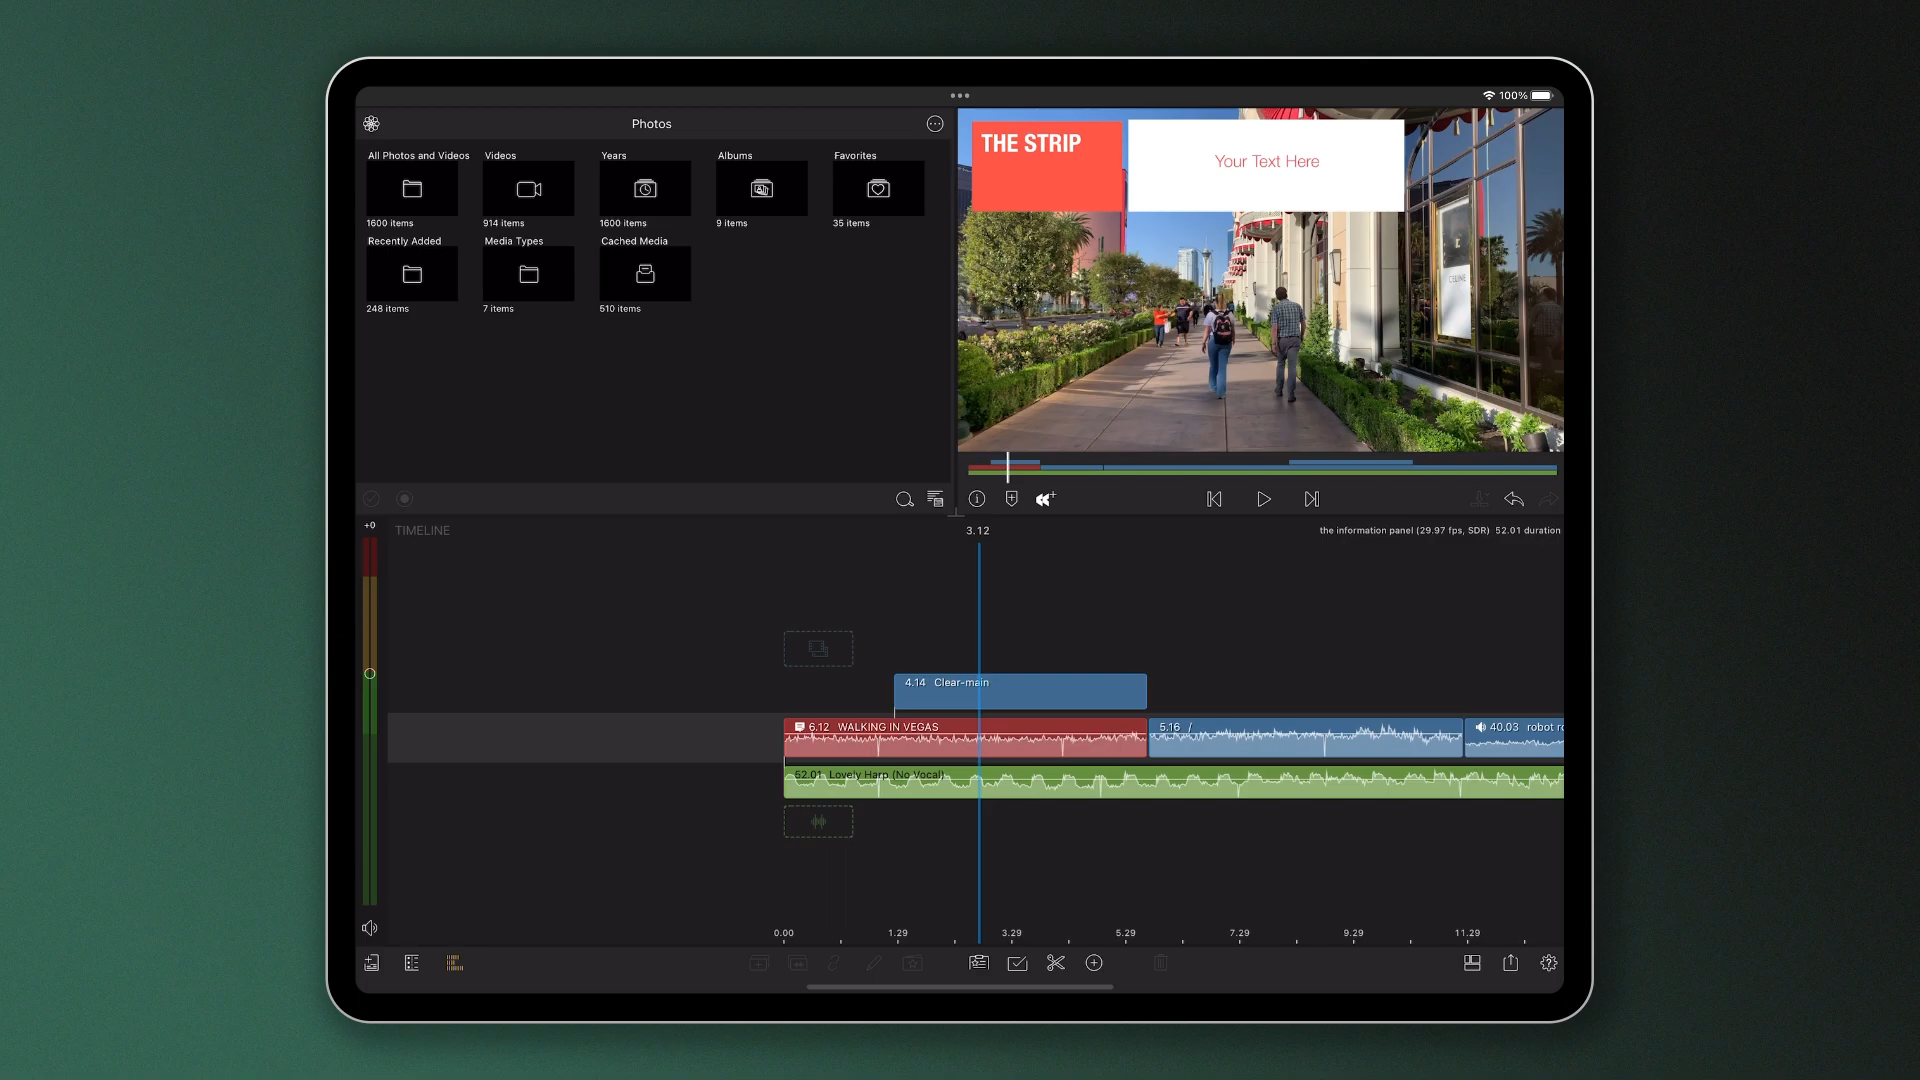 100%
Photos
All Photos and Videos
Videos
Years
Albums
Favorites
1600 items
914 items
1600 items
9 items
35 items
Recently Added
Media Types
Cached Media
248 items
7 items
510 items
THE STRIP
Your Text Here
CELINE
+0
TIMELINE
3.12
the information panel (29.97 fps, SDR) 52.01 duration
4.14 Clear-main
6.12 WALKING IN VEGAS
5.16 /
40.03 robot
52.01 Lovely Harp (No Vocal)
0.00
1.29
3.29
5.29
7.29
9.29
11.29